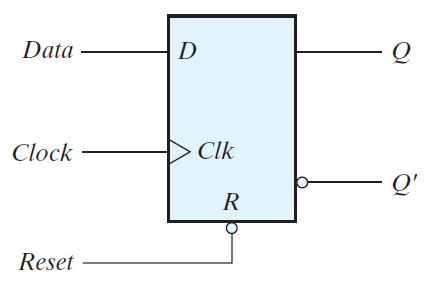 Data D Q
Clock Clk
Q'
R
Reset